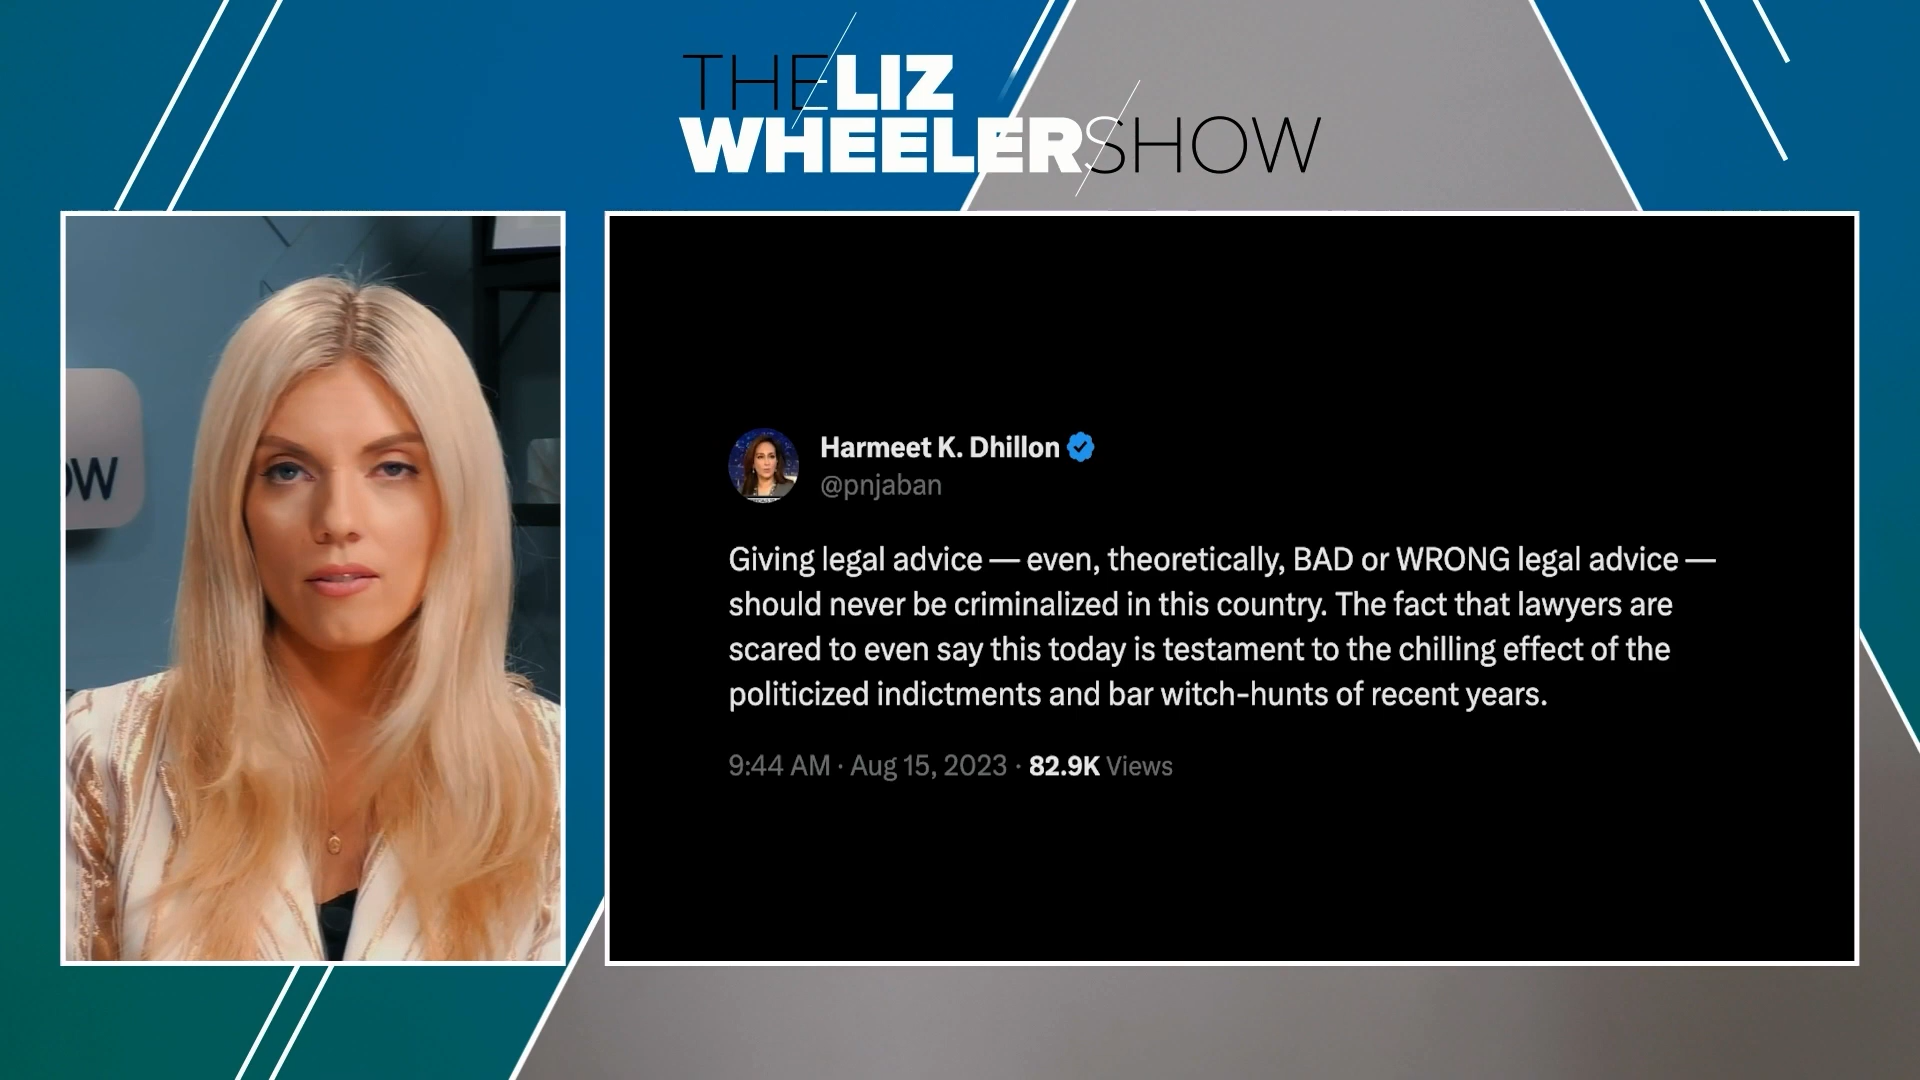 THE LIZ
WHEELER SHOW
OW
Harmeet K. Dhillon
@pnjaban
Giving legal advice — even, theoretically, BAD or WRONG legal advice —
should never be criminalized in this country. The fact that lawyers are
scared to even say this today is testament to the chilling effect of the
politicized indictments and bar witch-hunts of recent years.
9:44 AM · Aug 15, 2023 · 82.9K Views